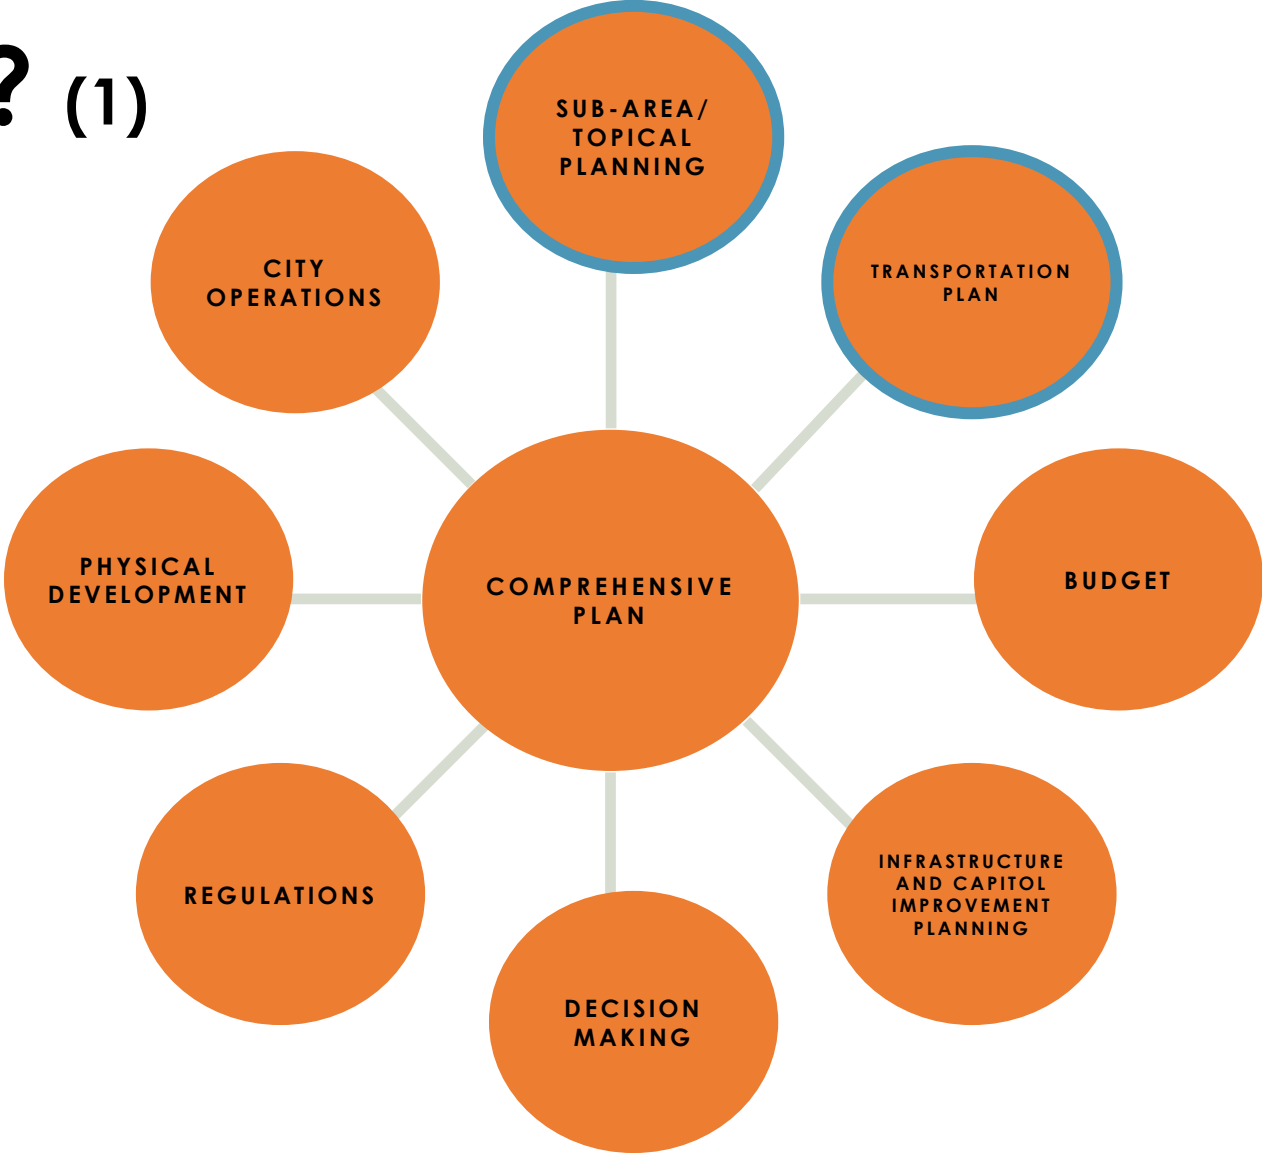 ? (1)
SUB-AREA/
TOPICAL
PLANNING
CITY
OPERATIONS
TRANSPORTATION
PLAN
PHYSICAL
DEVELOPMENT
COMPREHENSIVE
PLAN
BUDGET
REGULATIONS
INFRASTRUCTURE
AND CAPITOL
IMPROVEMENT
PLANNING
DECISION
MAKING